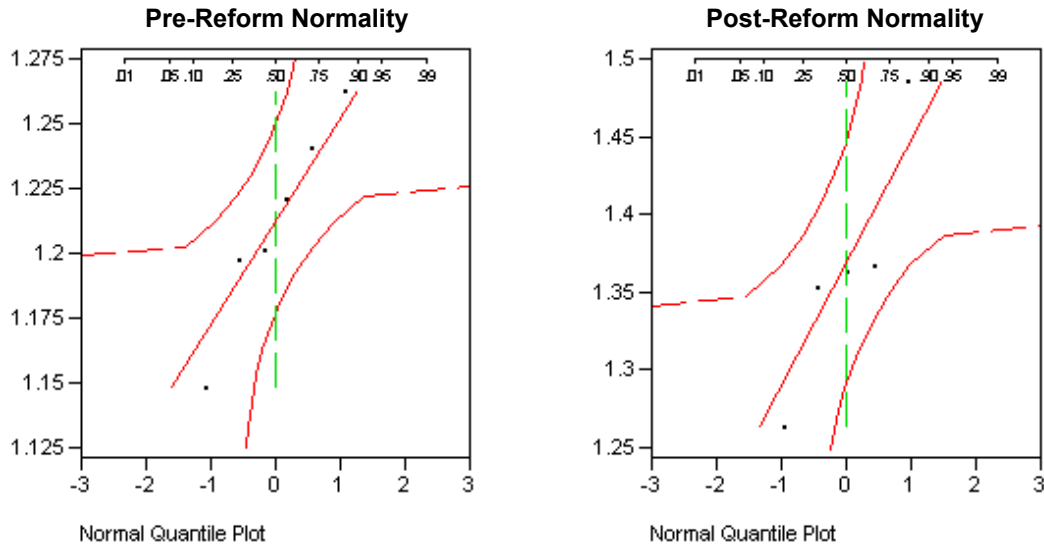 Pre-Reform Normality
Post-Reform Normality
1.275
1.25
1.225
1.2
1.175
1.15
1.125
.01 .05 .10 .25 .50 .75 .90 .95 .99
-3 -2 -1 0 1 2 3
Normal Quantile Plot
1.5
1.45
1.4
1.35
1.3
1.25
.01 .05 .10 .25 .50 .75 .90 .95 .99
-3 -2 -1 0 1 2 3
Normal Quantile Plot